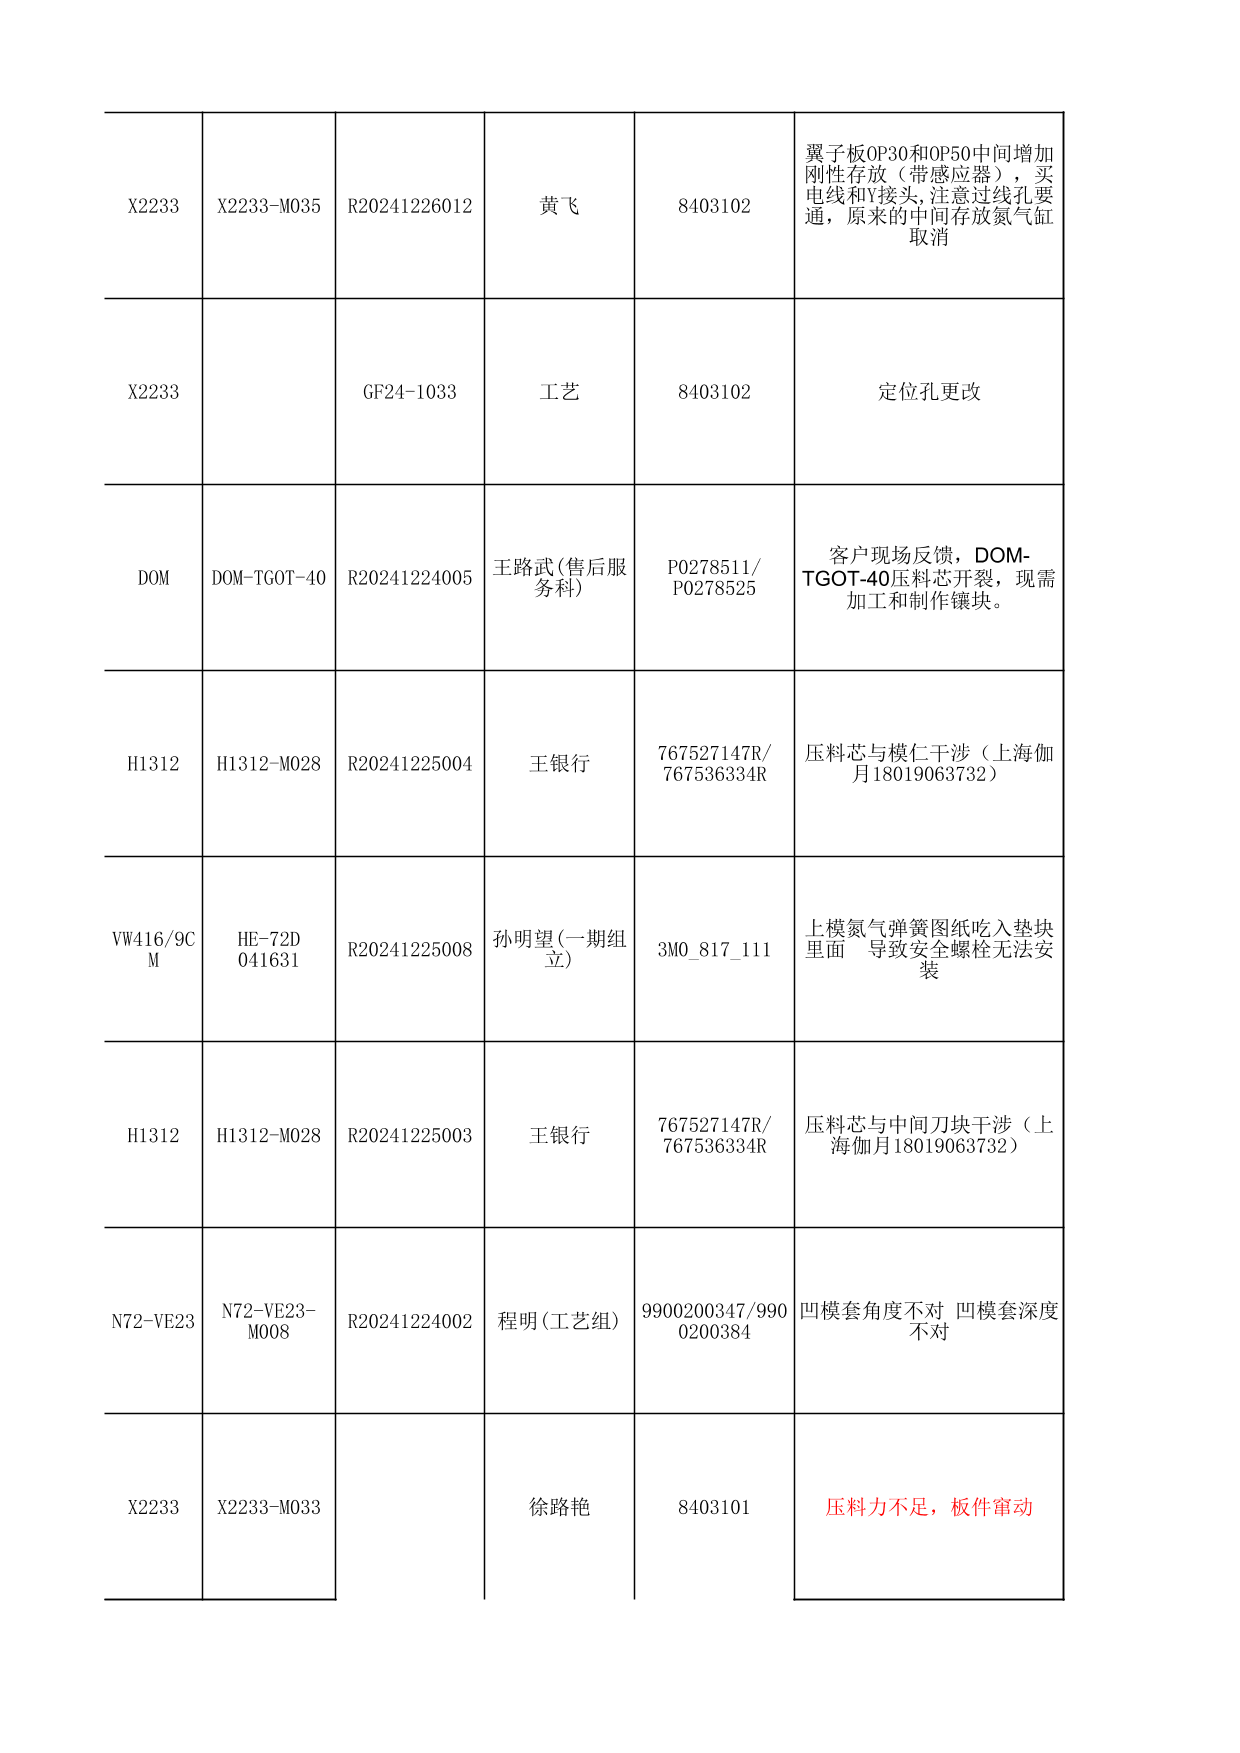 X2233
X2233-M035
R20241226012
黄飞
8403102
翼子板OP30和OP50中间增加
刚性存放（带感应器），买
电线和Y接头,注意过线孔要
通，原来的中间存放氮气缸
取消
X2233
GF24-1033
工艺
8403102
定位孔更改
DOM
DOM-TGOT-40
R20241224005
王路武(售后服
务科)
P0278511/
P0278525
客户现场反馈，DOM-
TGOT-40压料芯开裂，现需
加工和制作镶块。
H1312
H1312-M028
R20241225004
王银行
767527147R/
767536334R
压料芯与模仁干涉（上海伽
月18019063732）
VW416/9C
M
HE-72D
041631
R20241225008
孙明望(一期组
立)
3M0_817_111
上模氮气弹簧图纸吃入垫块
里面　导致安全螺栓无法安
装
H1312
H1312-M028
R20241225003
王银行
767527147R/
767536334R
压料芯与中间刀块干涉（上
海伽月18019063732）
N72-VE23
N72-VE23-
M008
R20241224002
程明(工艺组)
9900200347/990
0200384
凹模套角度不对 凹模套深度
不对
X2233
X2233-M033
徐路艳
8403101
压料力不足，板件窜动